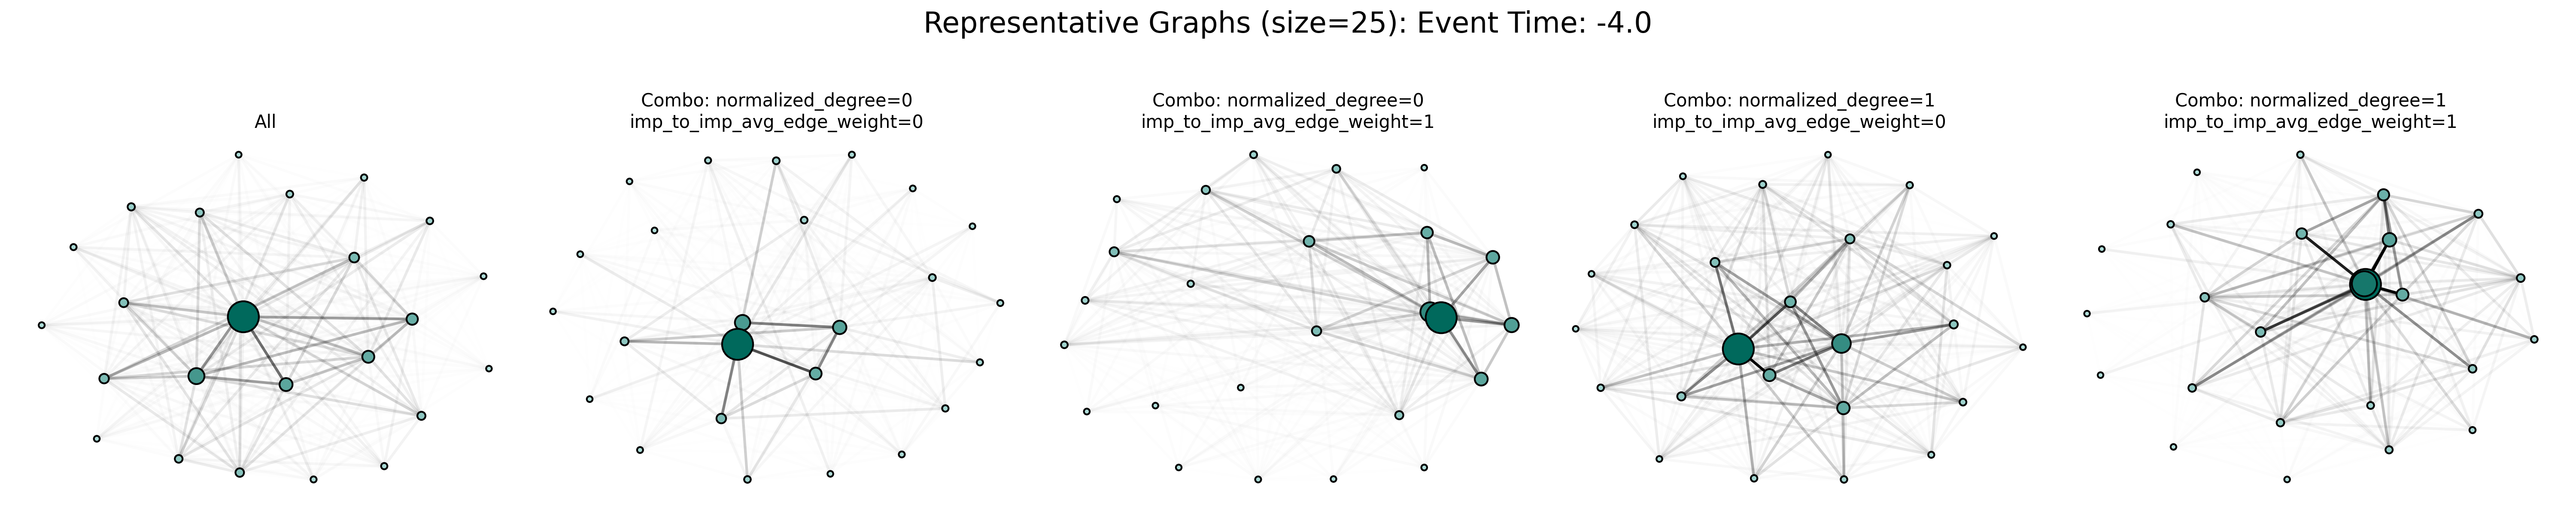 Representative Graphs (size=25): Event Time: -4.0
All
Combo: normalized_degree=0
imp_to_imp_avg_edge_weight=0
Combo: normalized_degree=0
imp_to_imp_avg_edge_weight=1
Combo: normalized_degree=1
imp_to_imp_avg_edge_weight=0
Combo: normalized_degree=1
imp_to_imp_avg_edge_weight=1